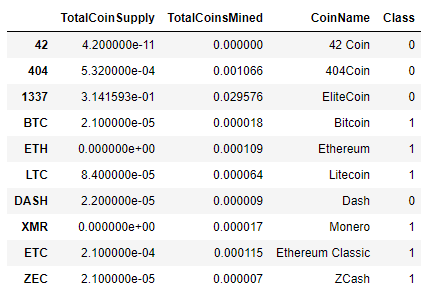 TotalCoinSupply TotalCoinsMined CoinName Class
42 4.200000e-11 0.000000 42 Coin 0
404 5.320000e-04 0.001066 404Coin 0
1337 3.141593e-01 0.029576 EliteCoin 0
BTC 2.100000e-05 0.000018 Bitcoin 1
ETH 0.000000e+00 0.000109 Ethereum 1
LTC 8.400000e-05 0.000064 Litecoin 1
DASH 2.200000e-05 0.000009 Dash 0
XMR 0.000000e+00 0.000017 Monero 1
ETC 2.100000e-04 0.000115 Ethereum Classic 1
ZEC 2.100000e-05 0.000007 ZCash 1